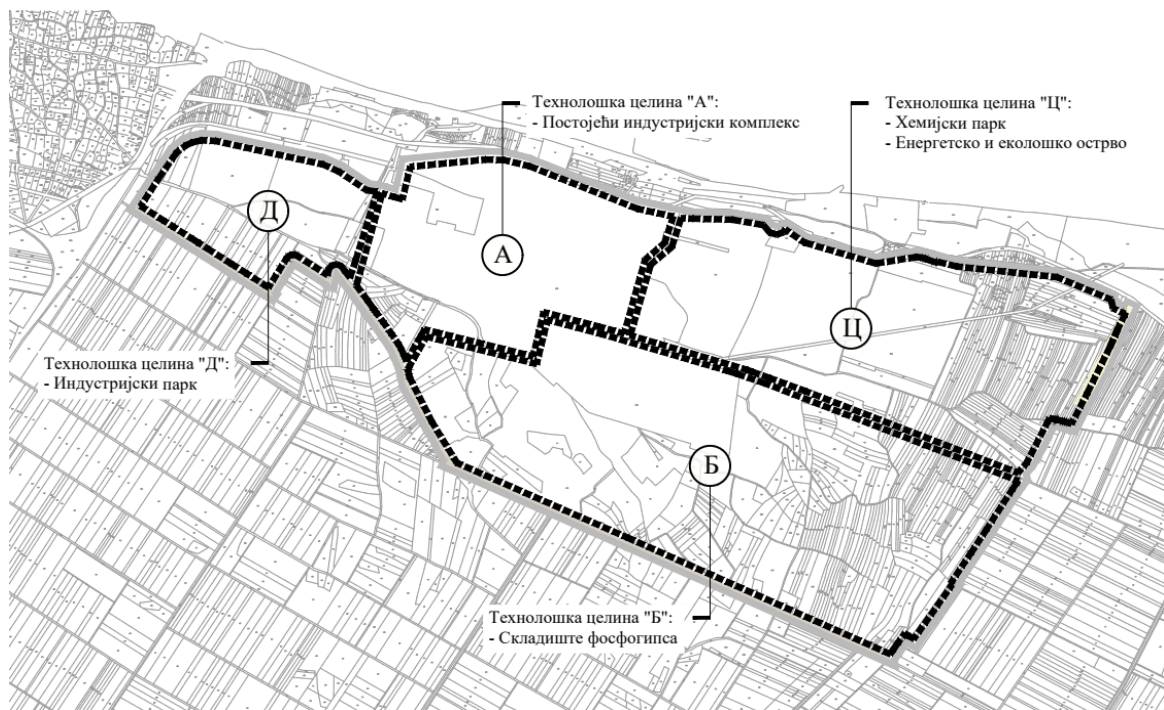 Технолошка целина "А":
- Постојећи индустријски комплекс
Технолошка целина "Ц":
- Хемијски парк
- Енергетско и еколошко острво
Д
А
Ц
Технолошка целина "Д":
- Индустријски парк
Б
Технолошка целина "Б":
- Складиште фосфогипса